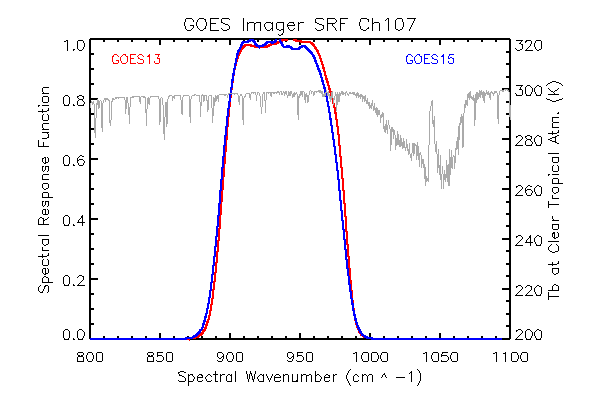 GOES Imager SRF Ch107
GOES13
GOES15
Spectral Response Function
1.0
0.8
0.6
0.4
0.2
0.0
320
300
280
260
240
220
200
Tb at Clear Tropical Atm. (K)
800 850 900 950 1000 1050 1100
Spectral Wavenumber (cm ^ -1)